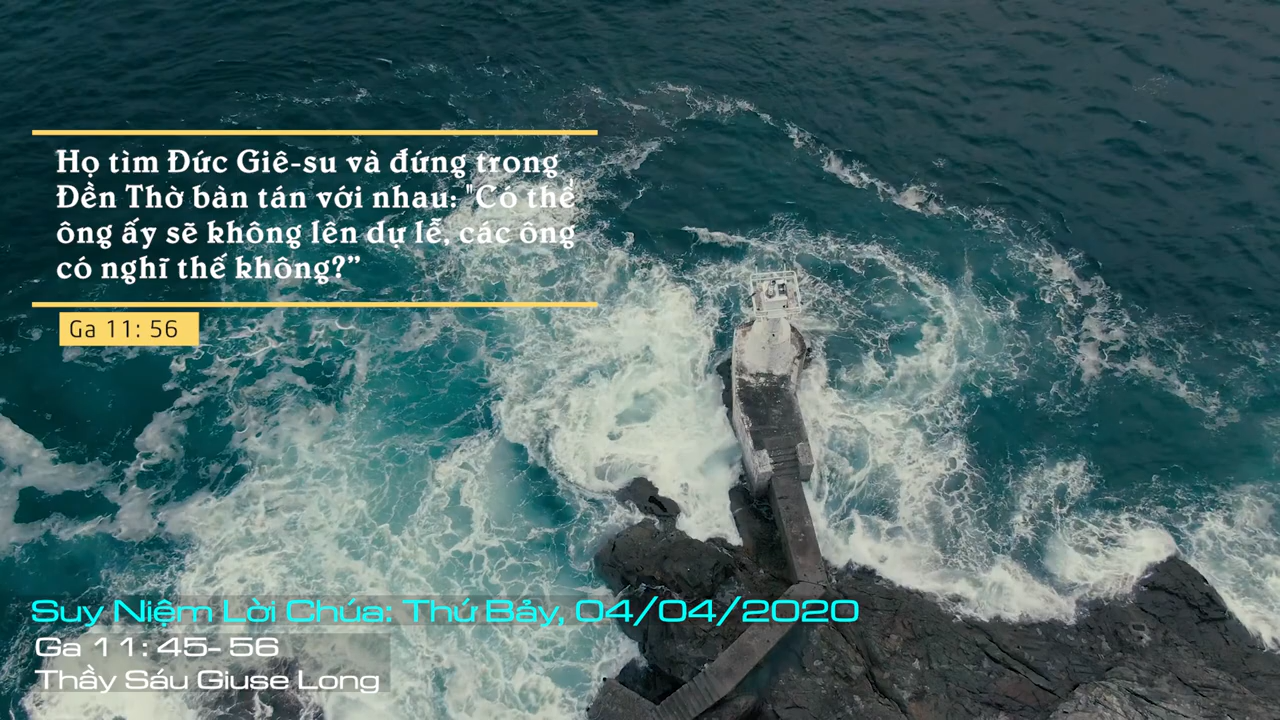 Họ tìm Đức Giê-su và đứng trong
Đền Thờ bàn tán với nhau: "Có thể
ông ấy sẽ không lên dự lễ, các ông
có nghĩ thế không?”
Ga 11: 56
Suy Niệm Lời Chúa: Thứ Bảy, 04/04/2020
Ga 11: 45- 56
Thầy Sáu Giuse Long